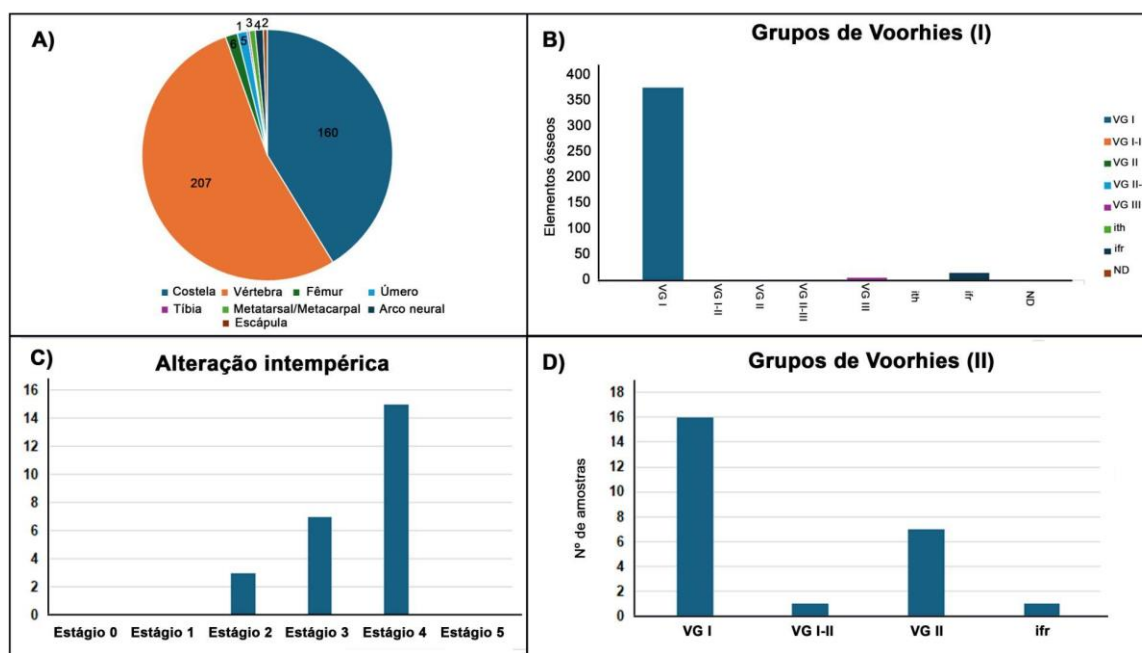 A)
1 3 4 2
6 5
160
207
Costela Vértebra Fêmur Úmero
Tíbia Metatarsal/Metacarpal Arco neural
Escápula
B)
Grupos de Voorhies (I)
Elementos ósseos
400
350
300
250
200
150
100
50
0
VG I
VG I-II
VG II
VG II-III
VG III
ith
ifr
ND
VG I
VG I-I
VG II
VG II-
VG III
ith
ifr
ND
C)
Alteração intempérica
16
14
12
10
8
6
4
2
0
Estágio 0 Estágio 1 Estágio 2 Estágio 3 Estágio 4 Estágio 5
D)
Grupos de Voorhies (II)
Nº de amostras
18
16
14
12
10
8
6
4
2
0
VG I VG I-II VG II ifr